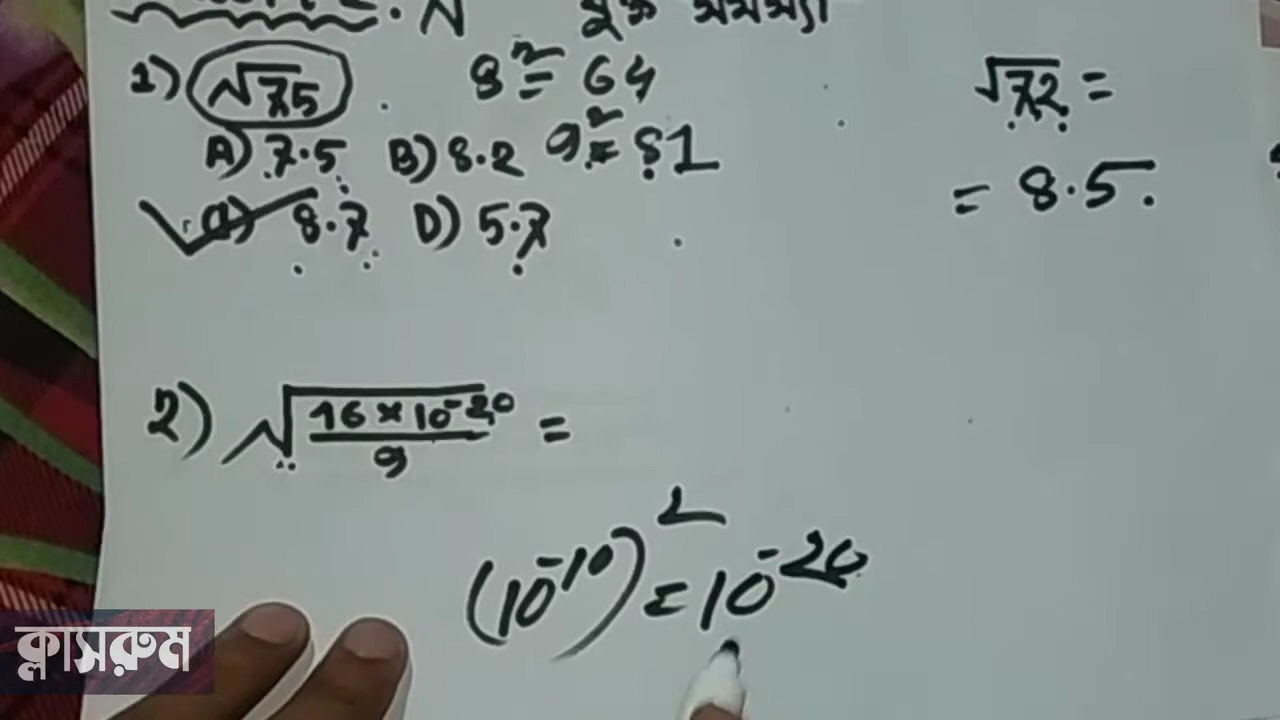 1) √75 . 8² = 64 √72 =
A) 7.5 B) 8.2 9² = 81
C) 8.7 D) 5.7 = 8.5.
2) √(16 × 10⁻²⁰ / 9) =
(10⁻¹⁰)² = 10⁻²⁰
ক্লাসরুম